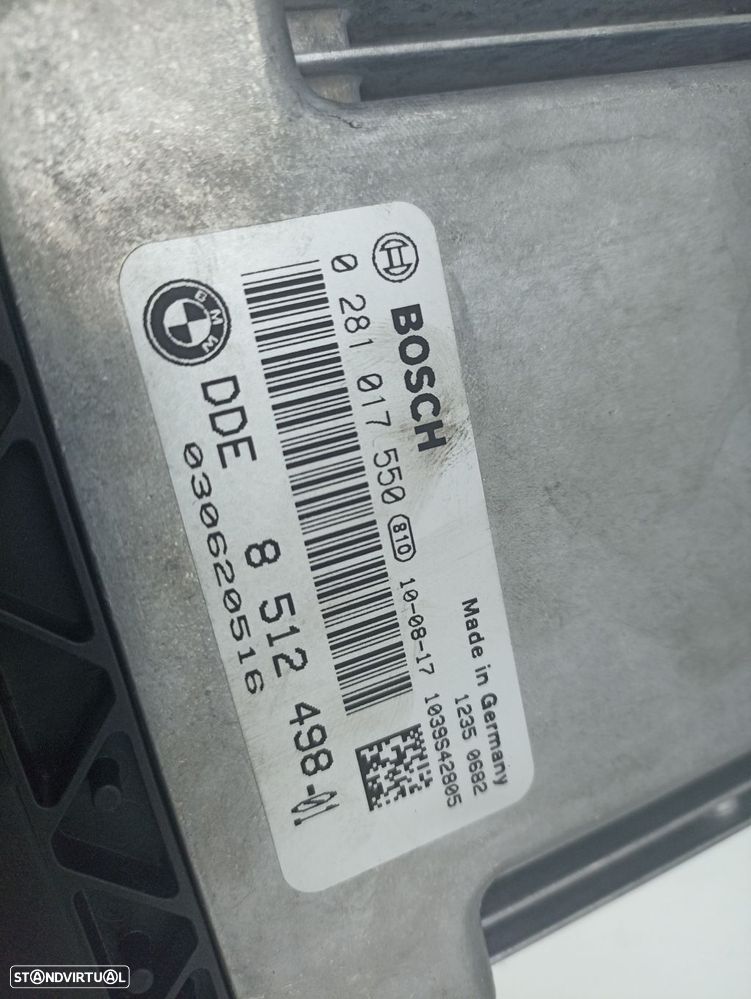 BOSCH
0 281 017 550 810 10-08-17 1039S42805
Made in Germany
1235 0682
BMW
DDE 8 512 498-01
030620516
STANDVIRTUAL